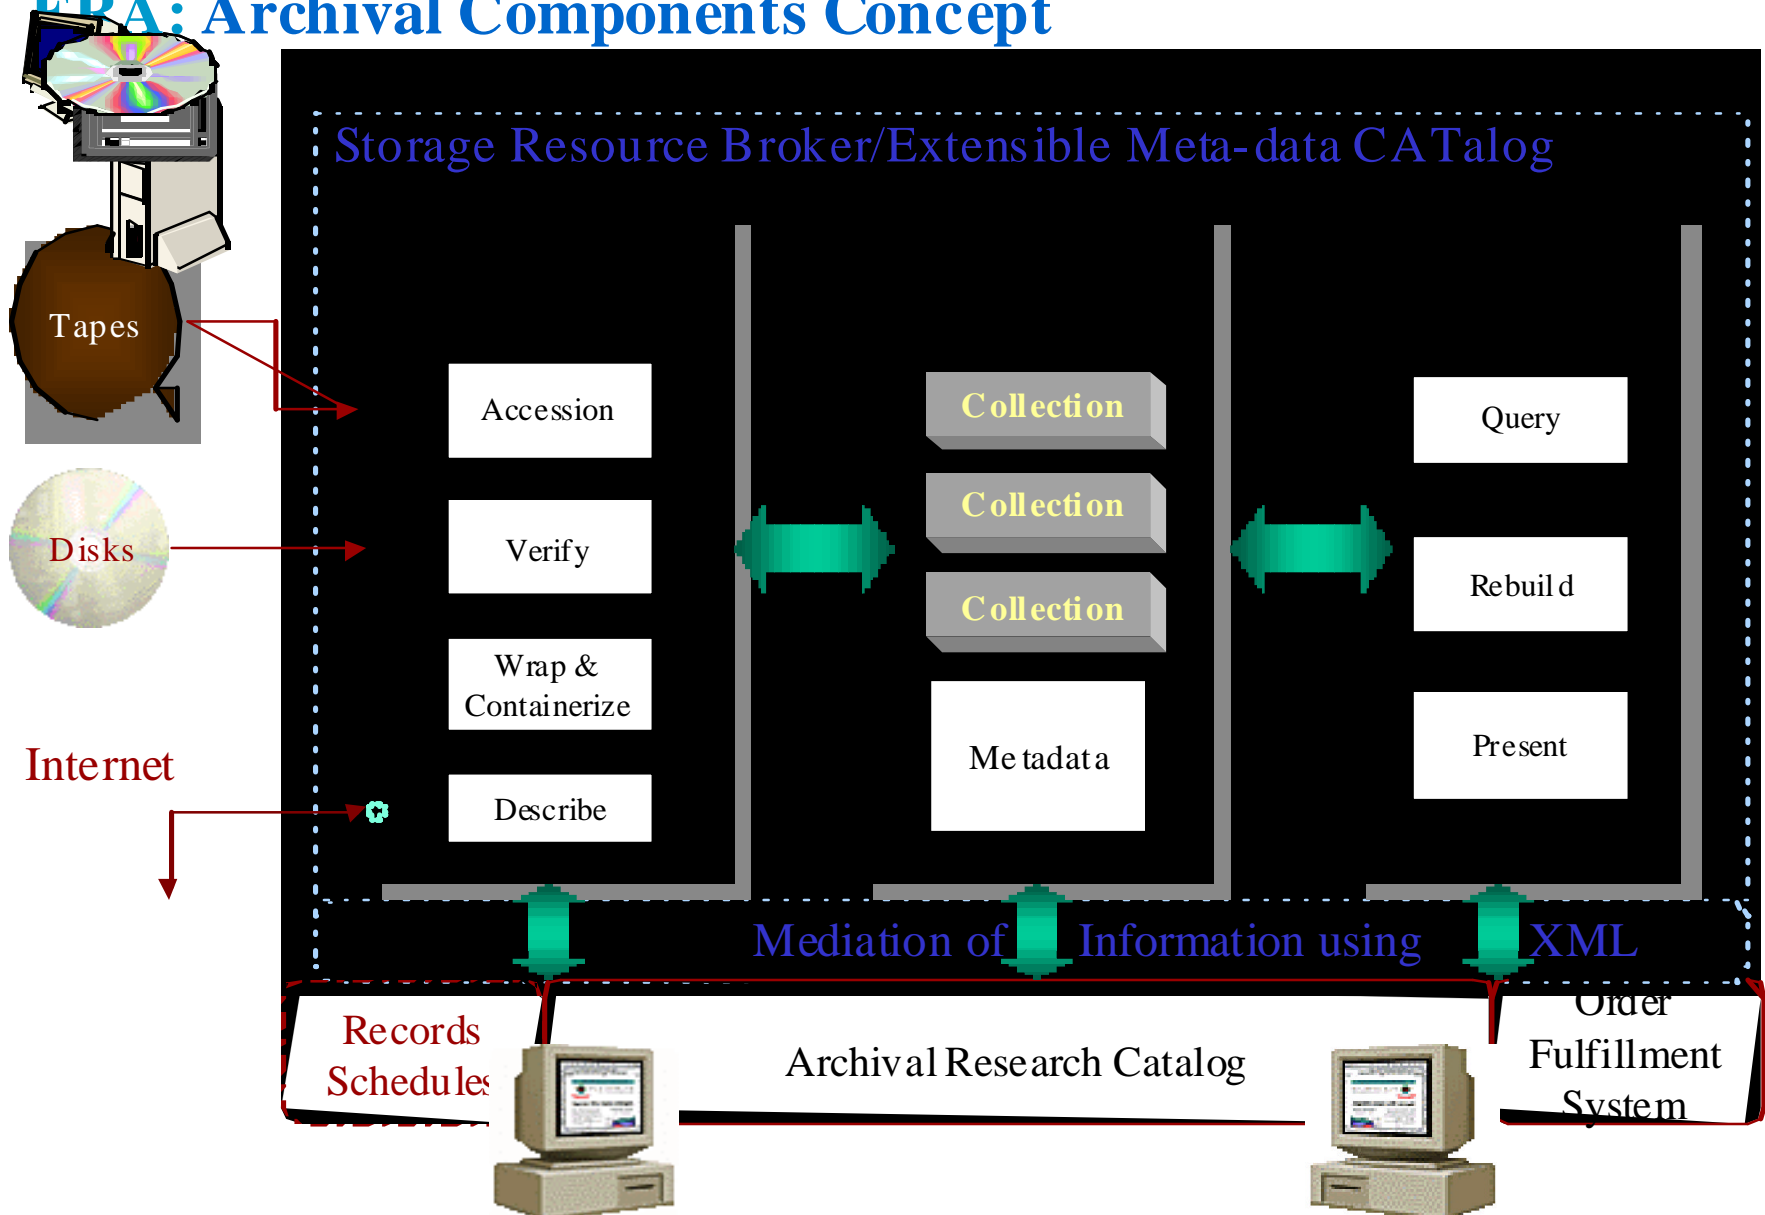 ERA: Archival Components Concept
Storage Resource Broker/Extensible Meta-data CATalog
Tapes
Disks
Internet
Accession
Verify
Wrap &
Containerize
Describe
Collection
Collection
Collection
Metadata
Query
Rebuild
Present
Mediation of Information using XML
Records
Schedules
Archival Research Catalog
Order
Fulfillment
System